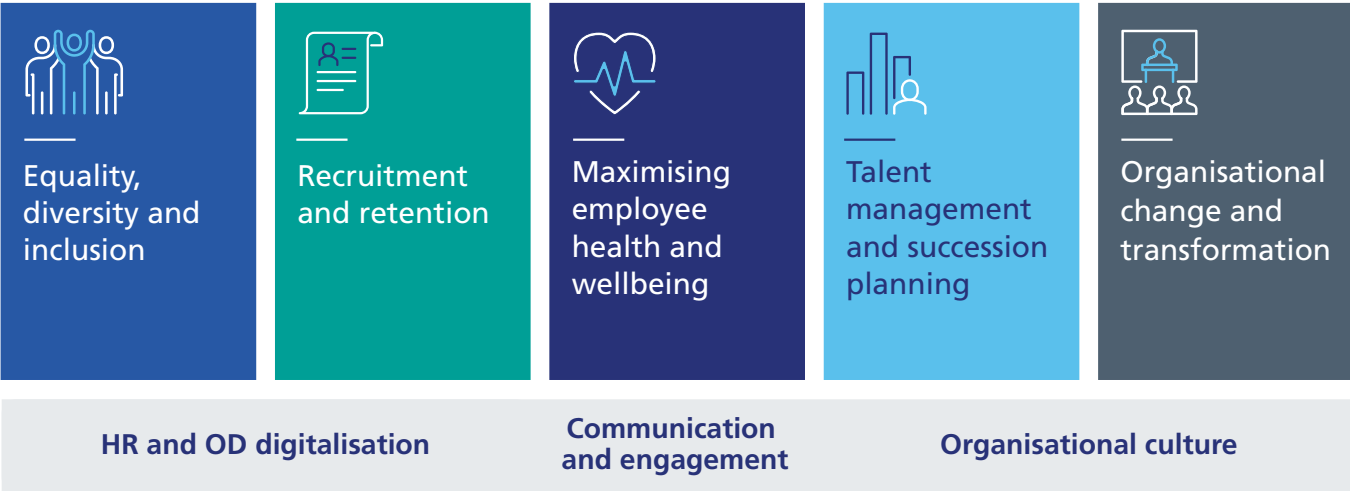 Equality,
diversity and
inclusion
Recruitment
and retention
Maximising
employee
health and
wellbeing
Talent
management
and succession
planning
Organisational
change and
transformation
HR and OD digitalisation
Communication
and engagement
Organisational culture